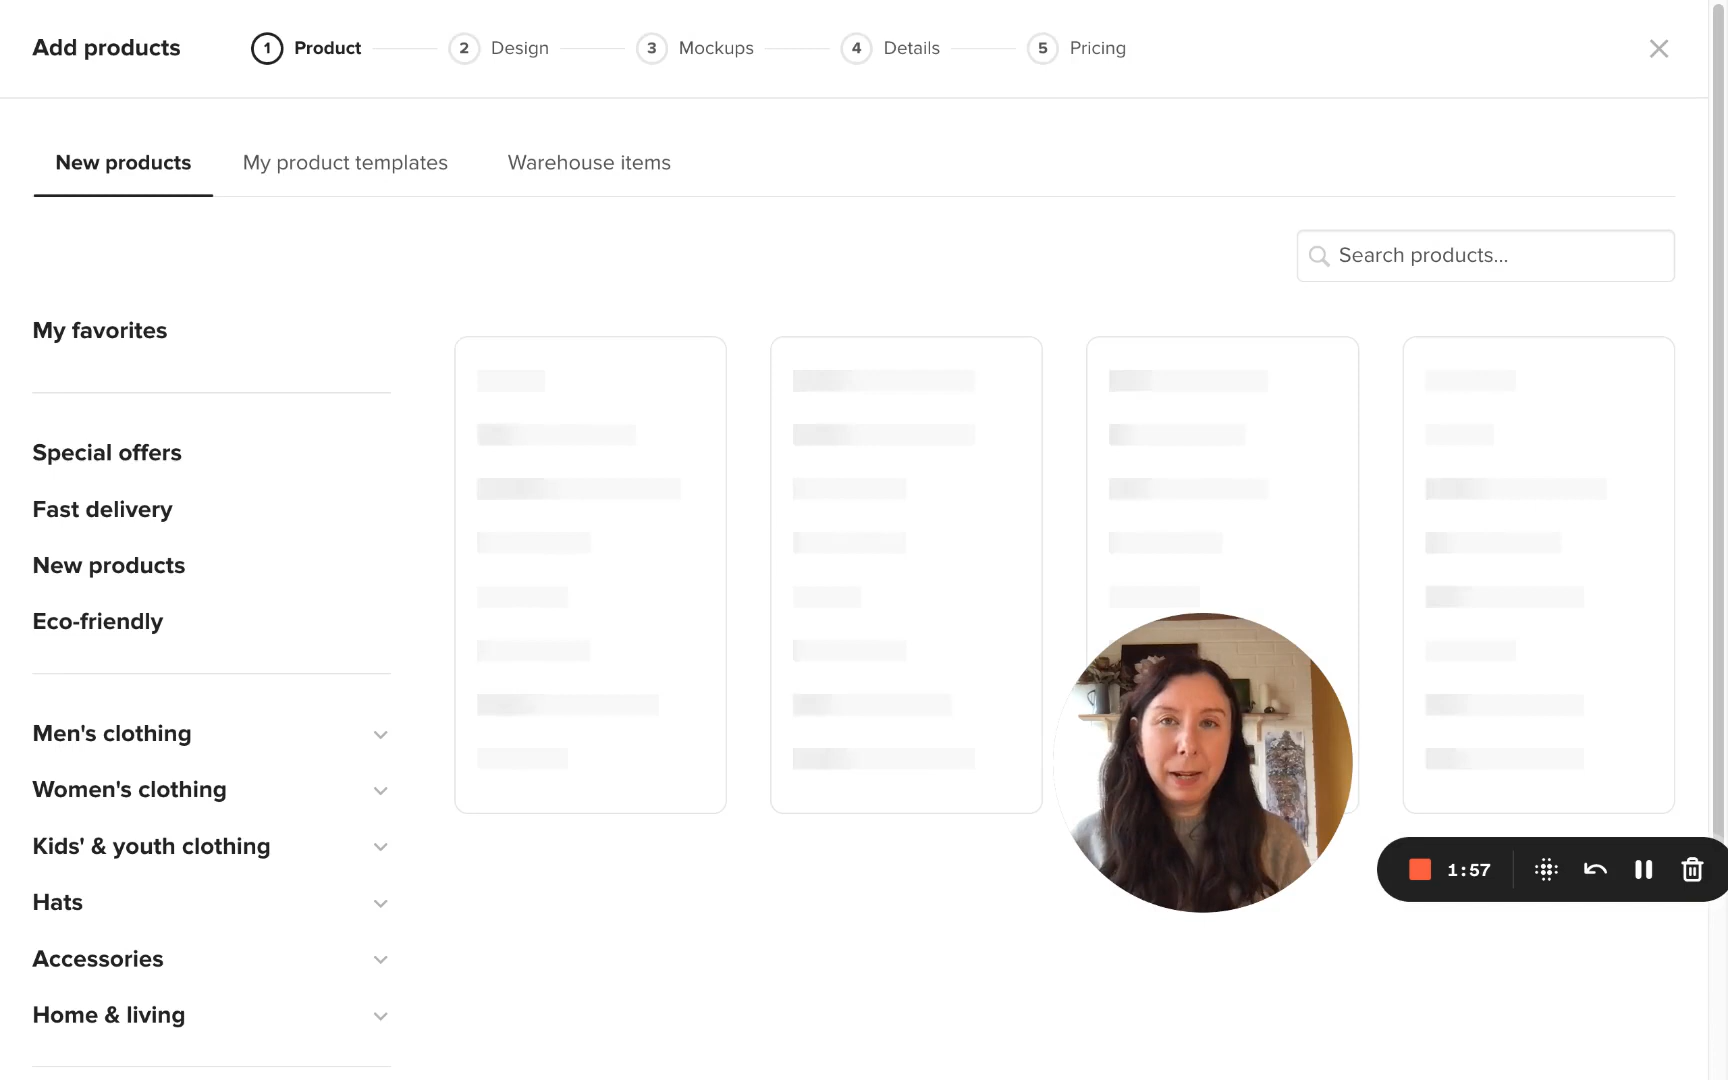 Add products
1 Product
2 Design
3 Mockups
4 Details
5 Pricing
New products
My product templates
Warehouse items
Search products...
My favorites
Special offers
Fast delivery
New products
Eco-friendly
Men's clothing
Women's clothing
Kids' & youth clothing
Hats
Accessories
Home & living
1:57